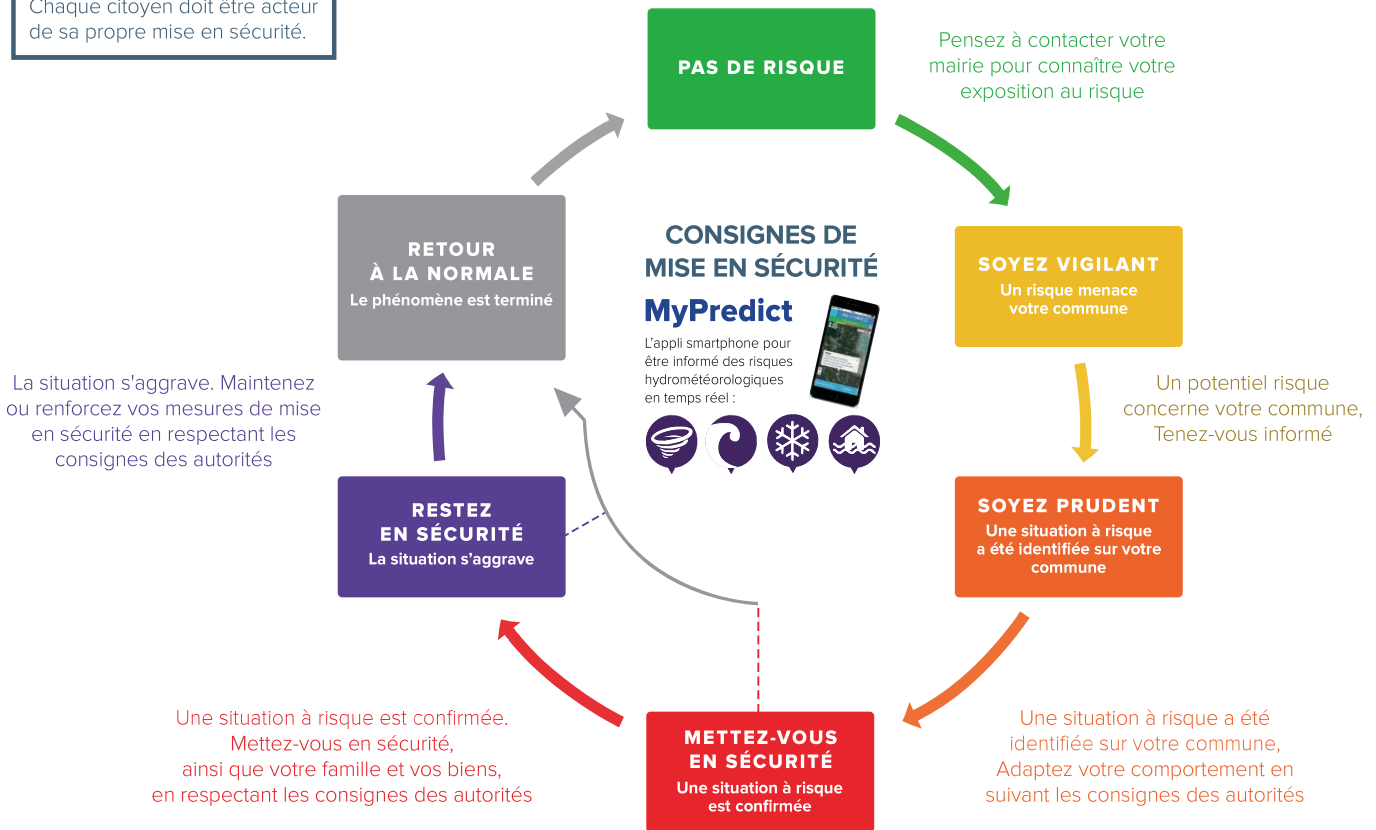 Chaque citoyen doit être acteur
de sa propre mise en sécurité.
PAS DE RISQUE
Pensez à contacter votre
mairie pour connaître votre
exposition au risque
SOYEZ VIGILANT
Un risque menace
votre commune
Un potentiel risque
concerne votre commune,
Tenez-vous informé
SOYEZ PRUDENT
Une situation à risque
a été identifiée sur votre
commune
Une situation à risque a été
identifiée sur votre commune,
Adaptez votre comportement en
suivant les consignes des autorités
METTEZ-VOUS
EN SÉCURITÉ
Une situation à risque
est confirmée
Une situation à risque est confirmée.
Mettez-vous en sécurité,
ainsi que votre famille et vos biens,
en respectant les consignes des autorités
RESTEZ
EN SÉCURITÉ
La situation s’aggrave
La situation s'aggrave. Maintenez
ou renforcez vos mesures de mise
en sécurité en respectant les
consignes des autorités
RETOUR
À LA NORMALE
Le phénomène est terminé
CONSIGNES DE
MISE EN SÉCURITÉ
MyPredict
L’appli smartphone pour
être informé des risques
hydrométéorologiques
en temps réel :